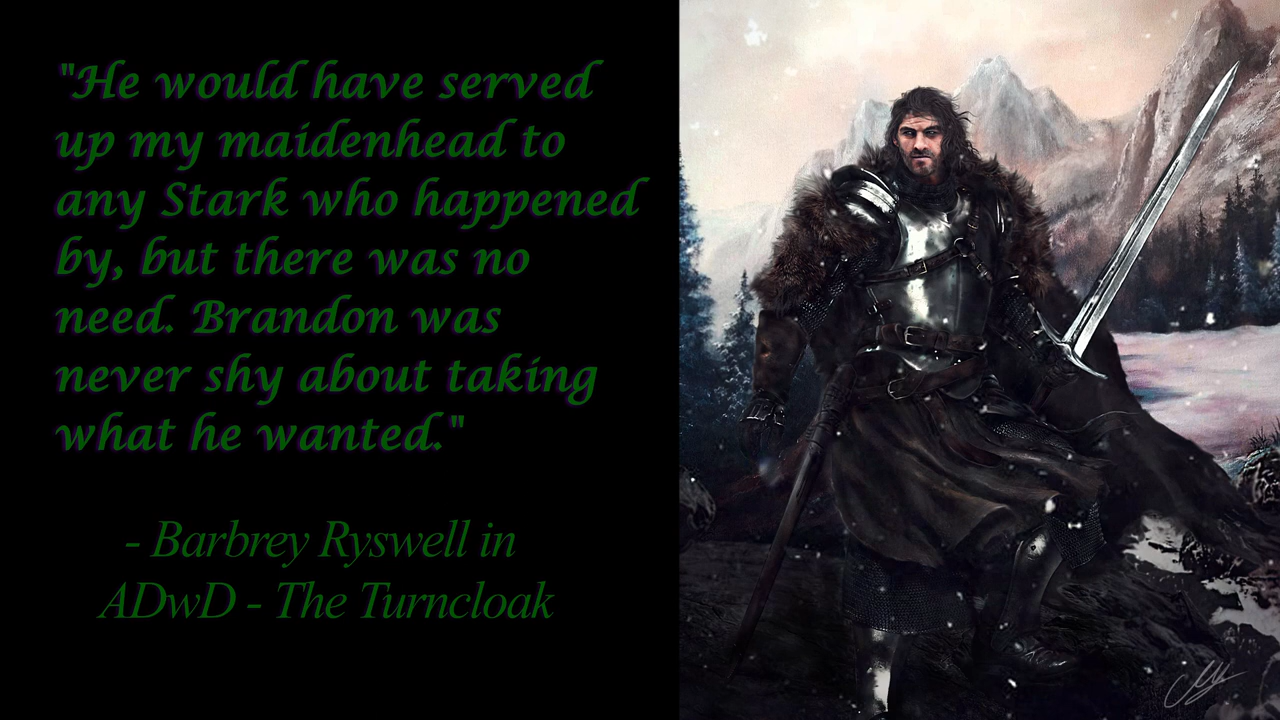 "He would have served
up my maidenhead to
any Stark who happened
by, but there was no
need. Brandon was
never shy about taking
what he wanted."
- Barbrey Ryswell in
ADwD - The Turncloak